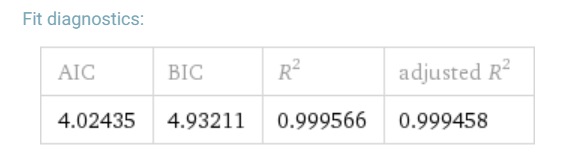 Fit diagnostics:
AIC BIC R² adjusted R²
4.02435 4.93211 0.999566 0.999458